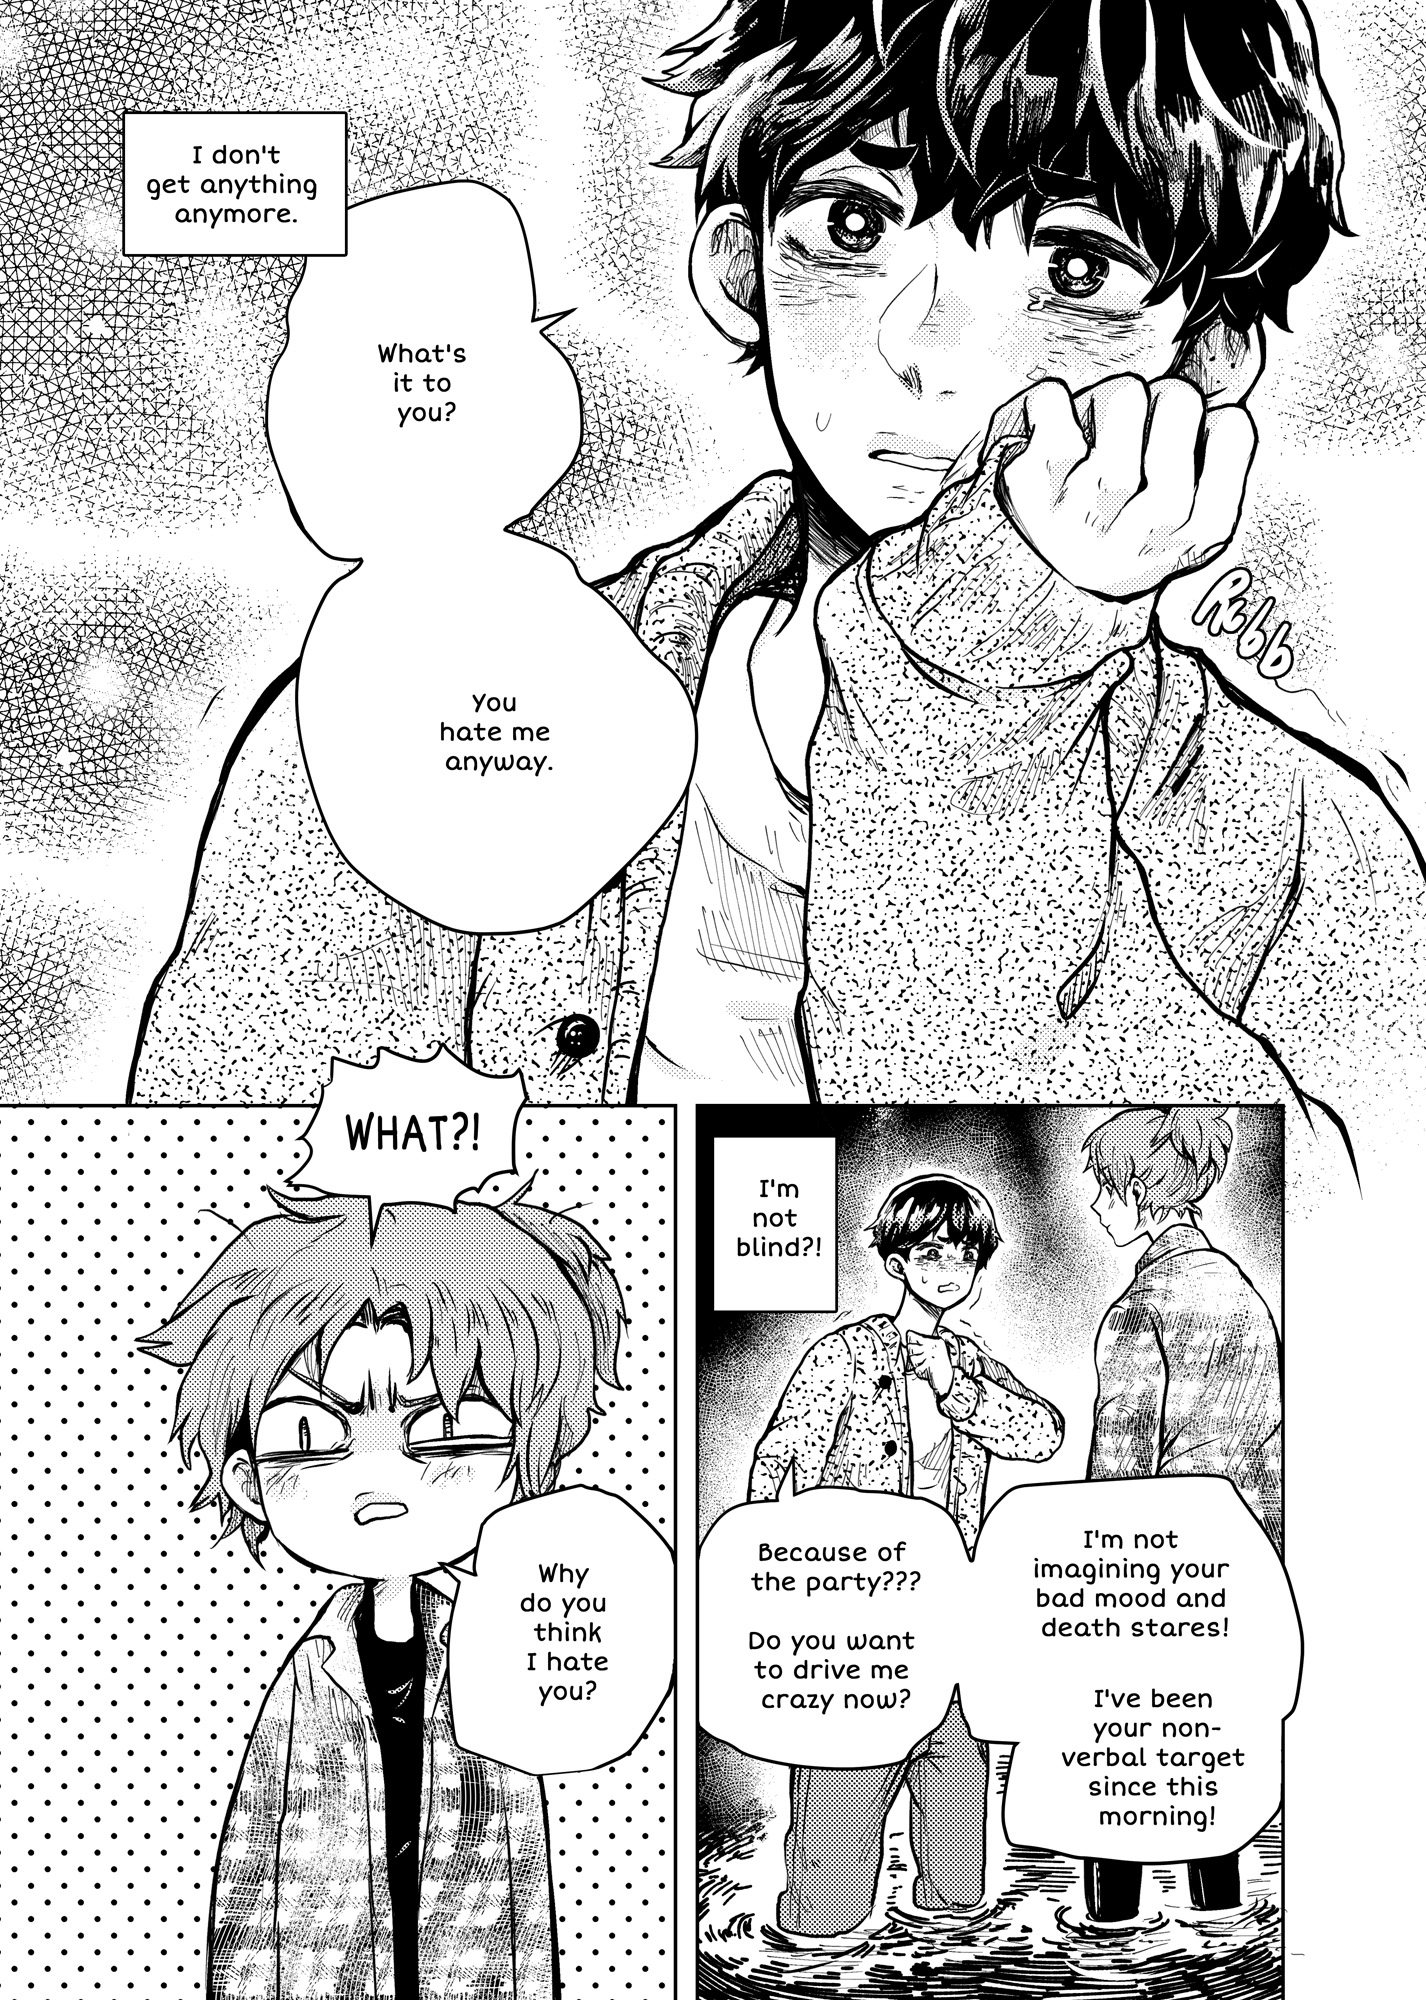 I don't
get anything
anymore.
What's
it to
you?
You
hate me
anyway.
Rubb
WHAT?!
Why
do you
think
I hate
you?
I'm
not
blind?!
Because of
the party???
Do you want
to drive me
crazy now?
I'm not
imagining your
bad mood and
death stares!
I've been
your non-
verbal target
since this
morning!